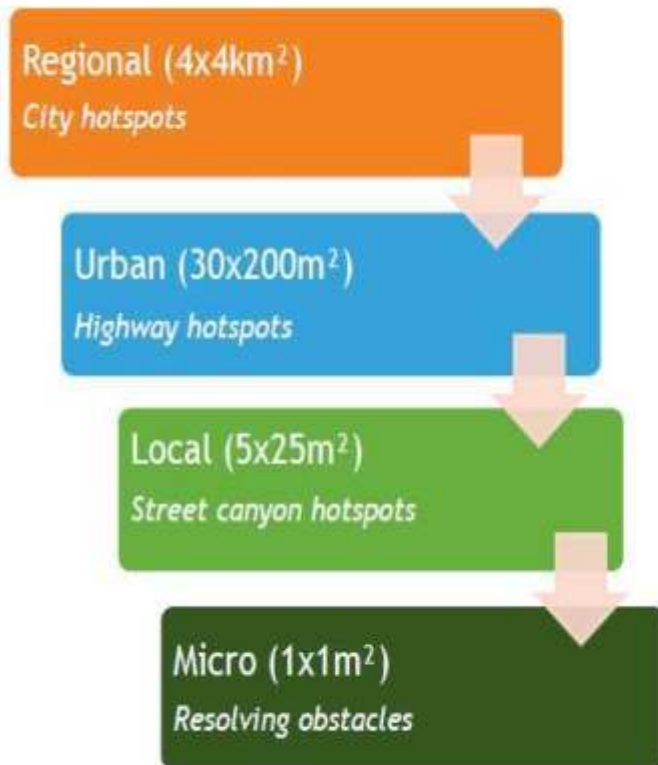 Regional (4x4km²)
City hotspots
Urban (30x200m²)
Highway hotspots
Local (5x25m²)
Street canyon hotspots
Micro (1x1m²)
Resolving obstacles